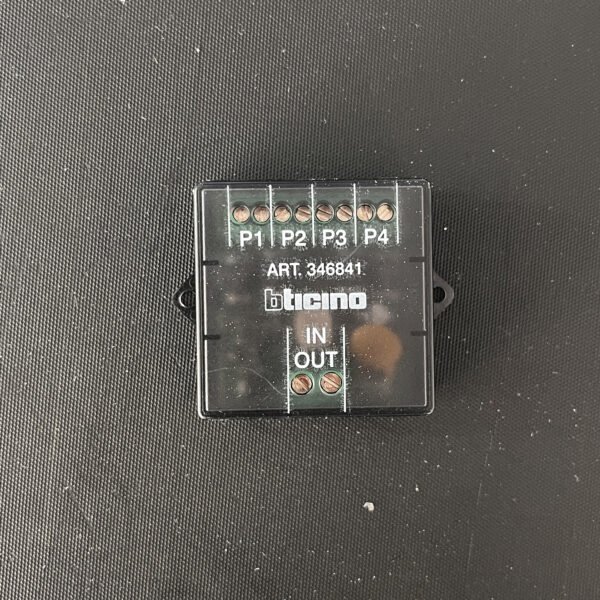 P1 P2 P3 P4
ART. 346841
bticino
IN
OUT